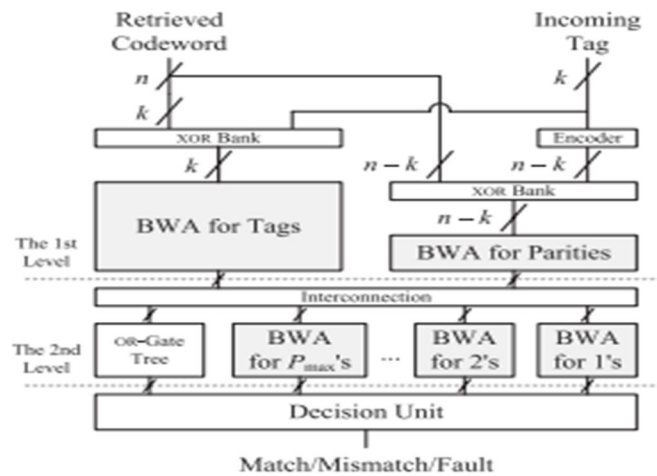 Retrieved
Codeword
Incoming
Tag
n
k
k
XOR Bank
Encoder
k
n – k
n – k
XOR Bank
n – k
BWA for Tags
BWA for Parities
The 1st
Level
Interconnection
The 2nd
Level
OR-Gate
Tree
BWA
for Pmax's
...
BWA
for 2's
BWA
for 1's
Decision Unit
Match/Mismatch/Fault